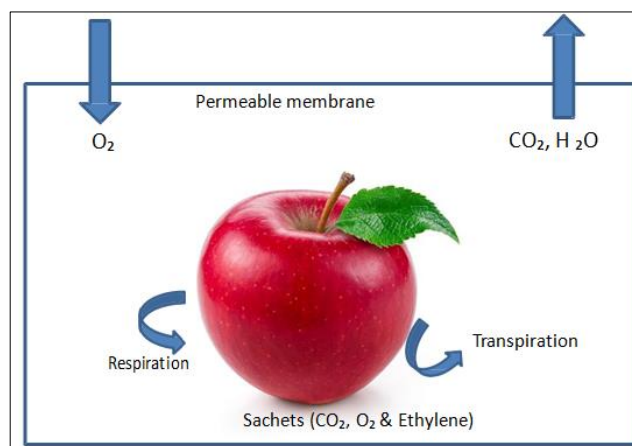 Permeable membrane
O₂
CO₂, H ₂O
Respiration
Transpiration
Sachets (CO₂, O₂ & Ethylene)